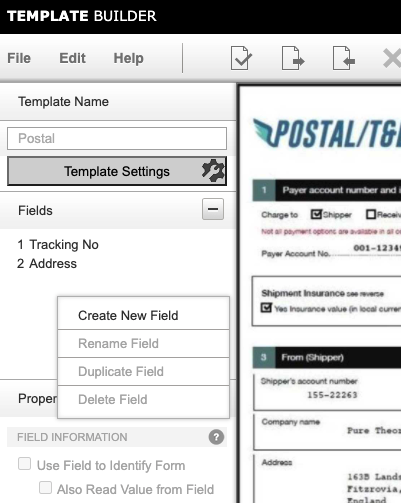 TEMPLATE BUILDER
File Edit Help
Template Name
Postal
Template Settings
Fields
1 Tracking No
2 Address
Create New Field
Rename Field
Duplicate Field
Delete Field
Proper
FIELD INFORMATION ?
Use Field to Identify Form
Also Read Value from Field
POSTAL/T&
1 Payer account number and i
Charge to Shipper Receiv
Not all payment options are available in all
Payer Account No. 001-1234
Shipment Insurance see reverse
Yes Insurance value (in local curren
3 From (Shipper)
Shipper's account number
155-22263
Company name
Pure Theor
Address
163B Lands
Fitzrovia,
England